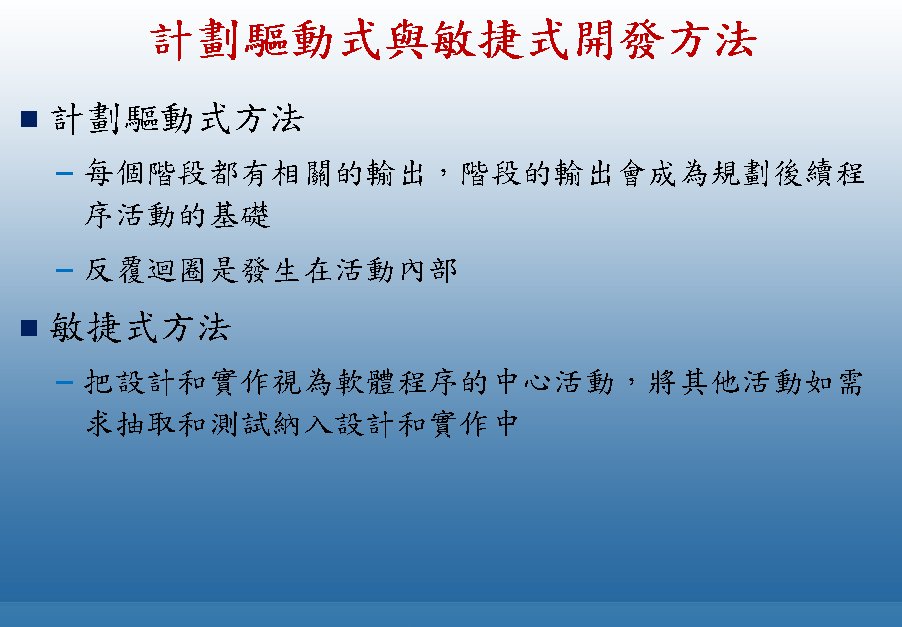 計劃驅動式與敏捷式開發方法
計劃驅動式方法
– 每個階段都有相關的輸出，階段的輸出會成為規劃後續程
序活動的基礎
– 反覆迴圈是發生在活動內部
敏捷式方法
– 把設計和實作視為軟體程序的中心活動，將其他活動如需
求抽取和測試納入設計和實作中